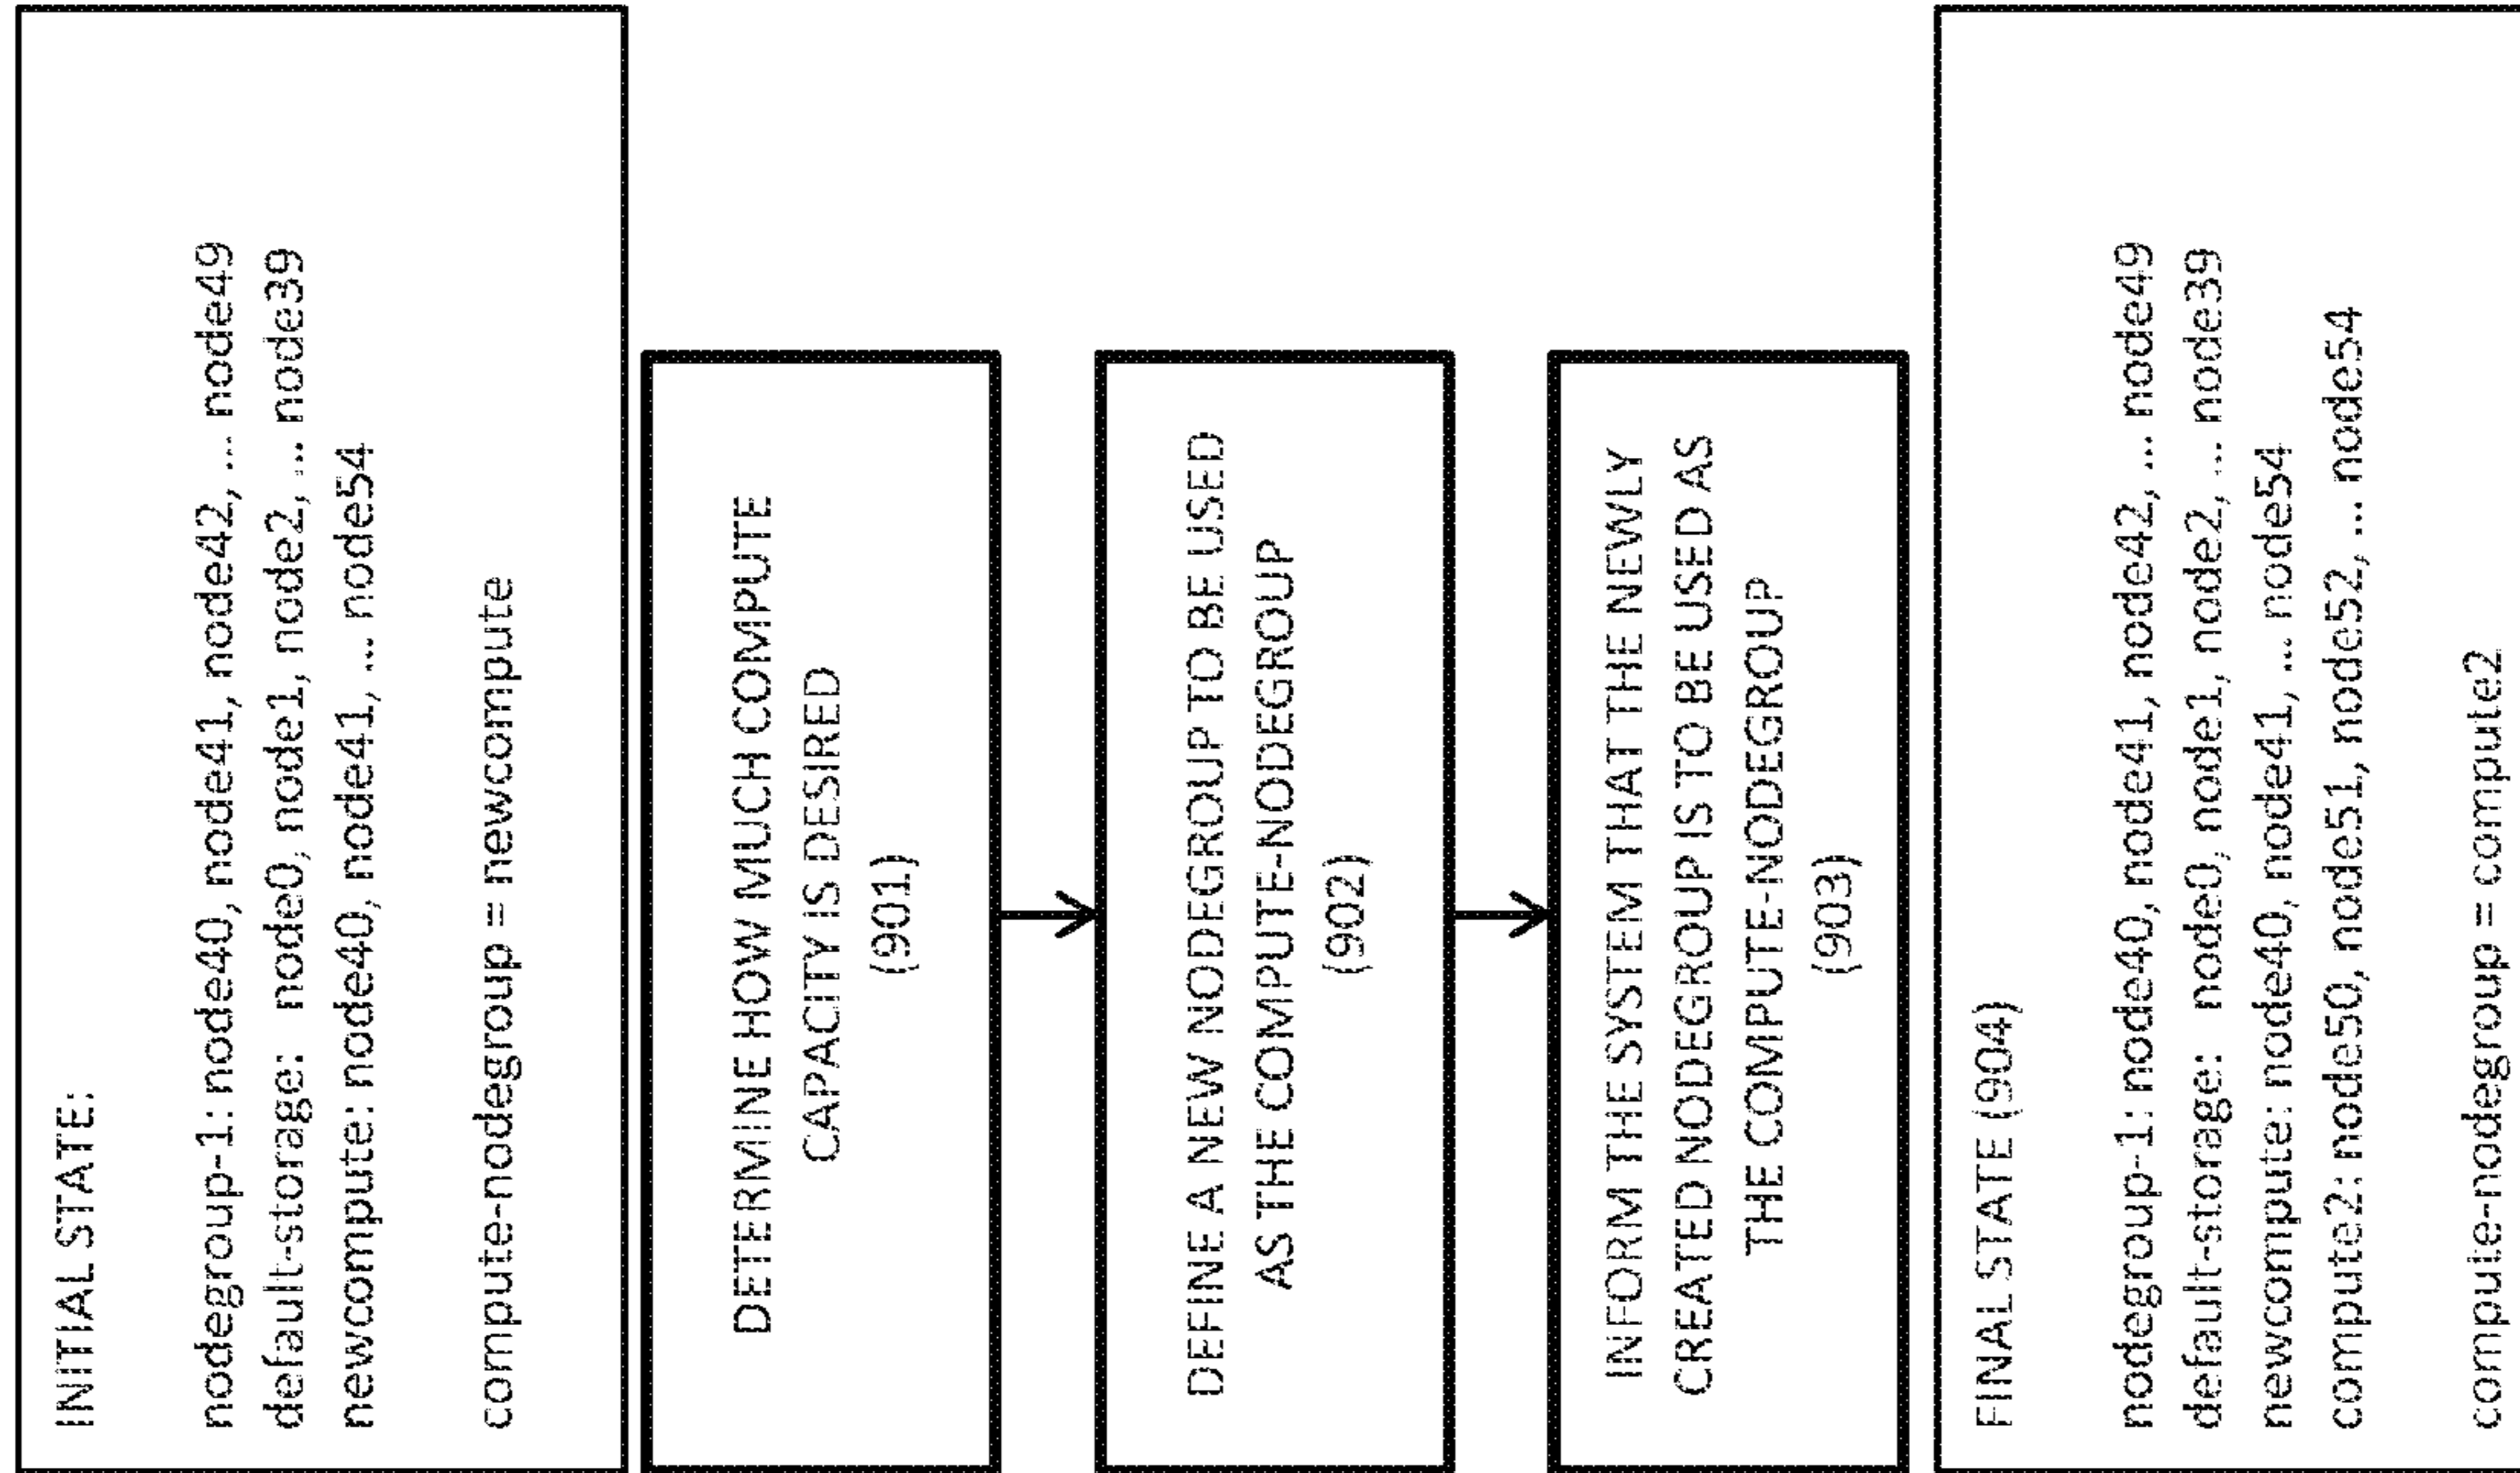 INITIAL STATE:
nodegroup-1: node40, node41, node42, ... node49
default-storage: node0, node1, node2, ... node39
newcompute: node40, node41, ... node54
compute-nodegroup = newcompute
DETERMINE HOW MUCH COMPUTE
CAPACITY IS DESIRED
(901)
DEFINE A NEW NODEGROUP TO BE USED
AS THE COMPUTE-NODEGROUP
(902)
INFORM THE SYSTEM THAT THE NEWLY
CREATED NODEGROUP IS TO BE USED AS
THE COMPUTE-NODEGROUP
(903)
FINAL STATE (904)
nodegroup-1: node40, node41, node42, ... node49
default-storage: node0, node1, node2, ... node39
newcompute: node40, node41, ... node54
compute2: node50, node51, node52, ... node54
compute-nodegroup = compute2